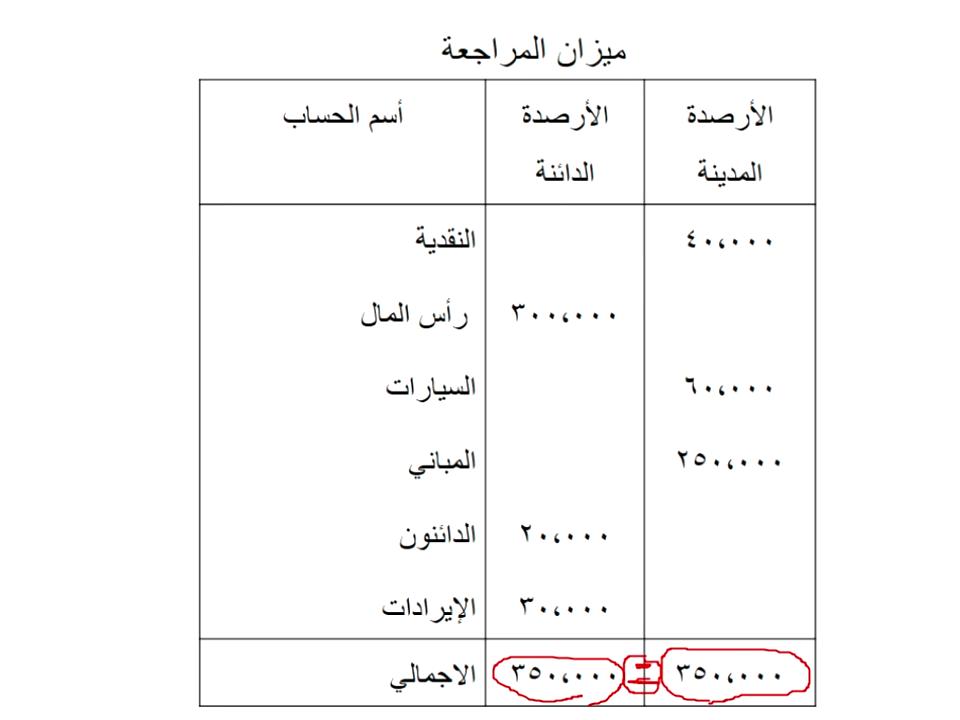 ميزان المراجعة
الأرصدة المدينة	الأرصدة الدائنة	أسم الحساب
٤٠،٠٠٠		النقدية
	٣٠٠،٠٠٠	رأس المال
٦٠،٠٠٠		السيارات
٢٥٠،٠٠٠		المباني
	٢٠،٠٠٠	الدائنون
	٣٠،٠٠٠	الإيرادات
٣٥٠،٠٠٠	=	٣٥٠،٠٠٠	الاجمالي